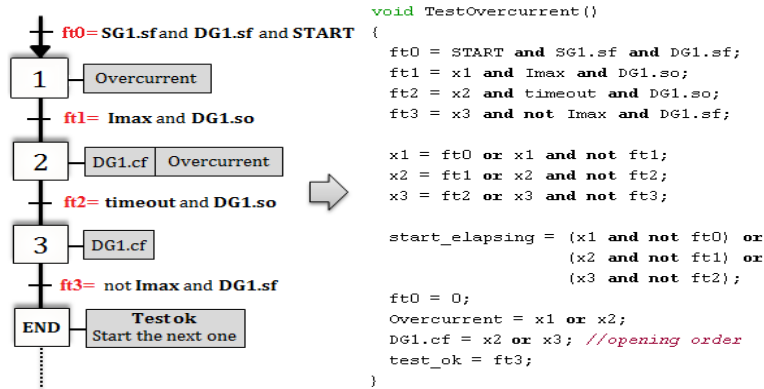 ft0= SG1.sf and DG1.sf and START
1
Overcurrent
ft1= Imax and DG1.so
2
DG1.cf Overcurrent
ft2= timeout and DG1.so
3
DG1.cf
ft3= not Imax and DG1.sf
END
Test ok
Start the next one
void TestOvercurrent()
{
ft0 = START and SG1.sf and DG1.sf;
ft1 = x1 and Imax and DG1.so;
ft2 = x2 and timeout and DG1.so;
ft3 = x3 and not Imax and DG1.sf;
x1 = ft0 or x1 and not ft1;
x2 = ft1 or x2 and not ft2;
x3 = ft2 or x3 and not ft3;
start_elapsing = (x1 and not ft0) or
(x2 and not ft1) or
(x3 and not ft2);
ft0 = 0;
Overcurrent = x1 or x2;
DG1.cf = x2 or x3; //opening order
test_ok = ft3;
}